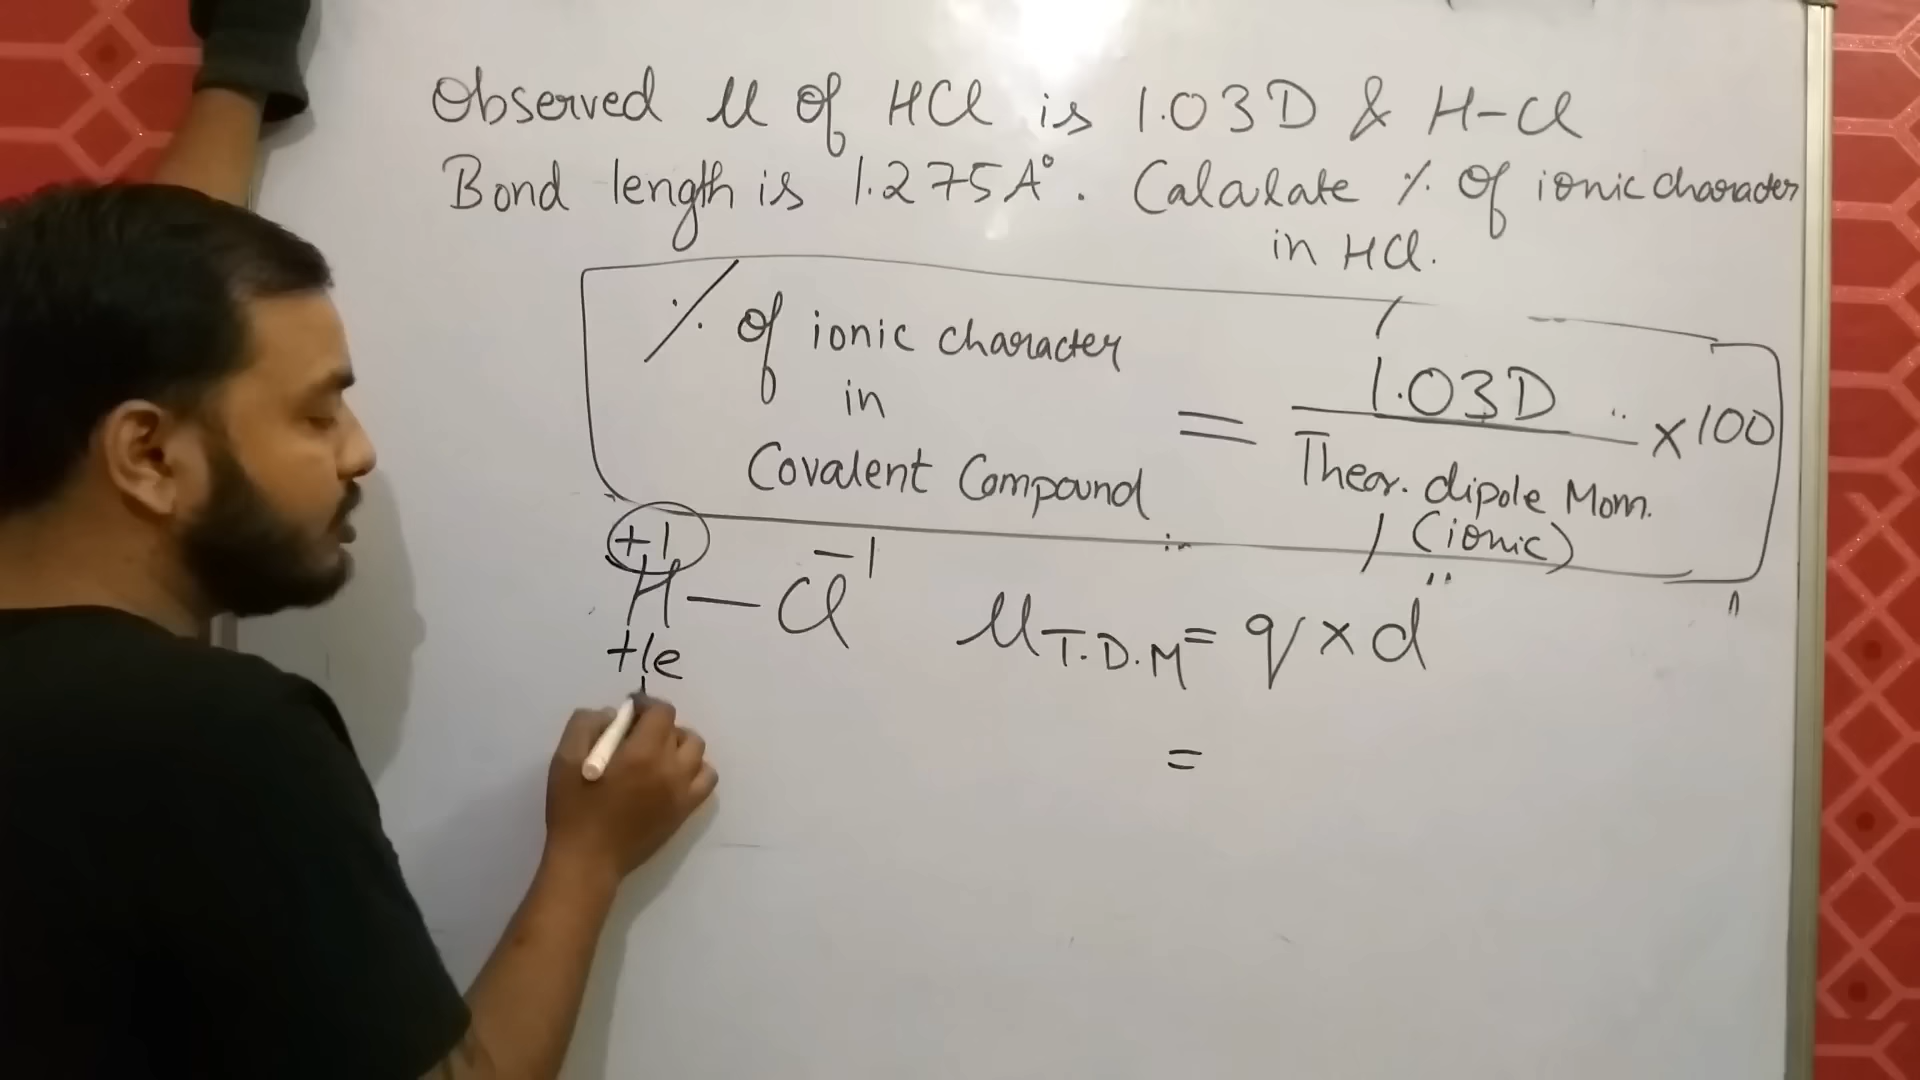 Observed μ of HCl is 1.03D & H-Cl
Bond length is 1.275A°. Calculate % of ionic character
in HCl.
% of ionic character
in
Covalent Compound
= 1.03D × 100
Theor. dipole Mom.
(ionic)
+1 -1
H—Cl
+1e
μT.D.M = q × d
=